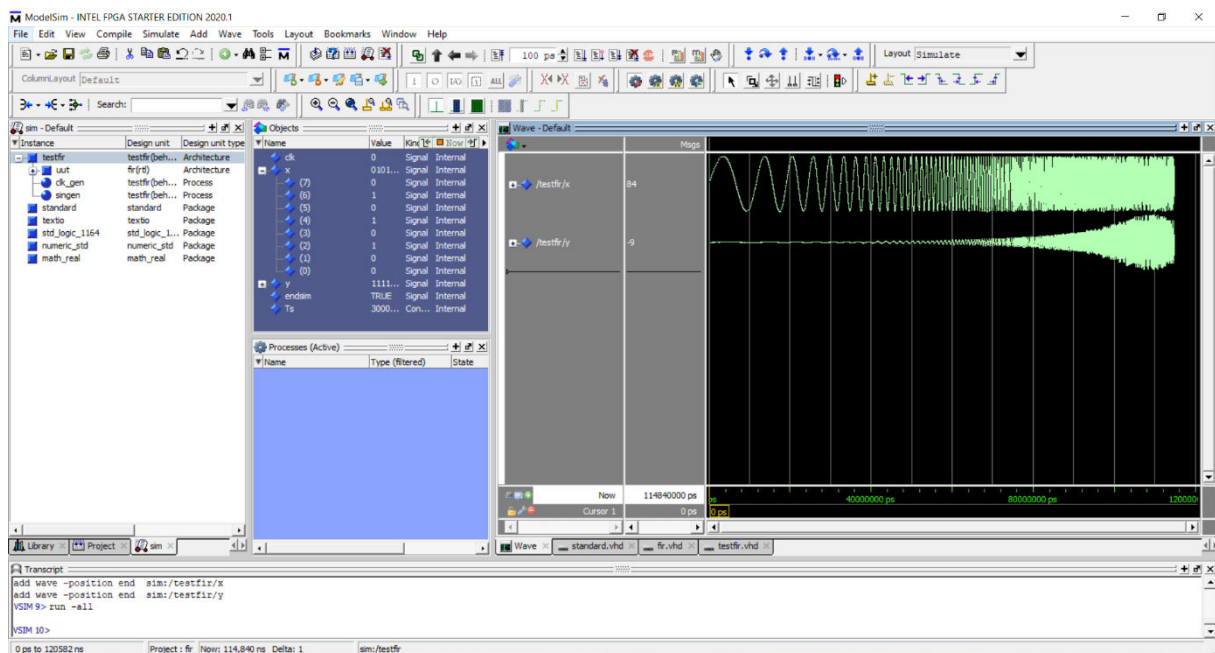 ModelSim - INTEL FPGA STARTER EDITION 2020.1
File Edit View Compile Simulate Add Wave Tools Layout Bookmarks Window Help
100 ps
Layout Simulate
ColumnLayout Default
Search:
sim - Default
Instance Design unit Design unit type
testfir testfir(beh... Architecture
uut fir(rtl) Architecture
clk_gen testfir(beh... Process
singen testfir(beh... Process
standard standard Package
textio textio Package
std_logic_1164 std_logic_1... Package
numeric_std numeric_std Package
math_real math_real Package
Library Project sim
Objects
Name Value Kind Now
clk 0 Signal Internal
x 0101... Signal Internal
(7) 0 Signal Internal
(6) 1 Signal Internal
(5) 0 Signal Internal
(4) 1 Signal Internal
(3) 0 Signal Internal
(2) 1 Signal Internal
(1) 0 Signal Internal
(0) 0 Signal Internal
y 1111... Signal Internal
endsim TRUE Signal Internal
Ts 3000... Con... Internal
Processes (Active)
Name Type (filtered) State
Wave - Default
Msgs
/testfir/x 84
/testfir/y -9
Now 114840000 ps
ps 40000000 ps 80000000 ps 120000
Cursor 1 0 ps 0 ps
Wave standard.vhd fir.vhd testfir.vhd
Transcript
add wave -position end sim:/testfir/x
add wave -position end sim:/testfir/y
VSIM 9> run -all
VSIM 10>
0 ps to 120582 ns Project : fir Now: 114,840 ns Delta: 1 sim:/testfir